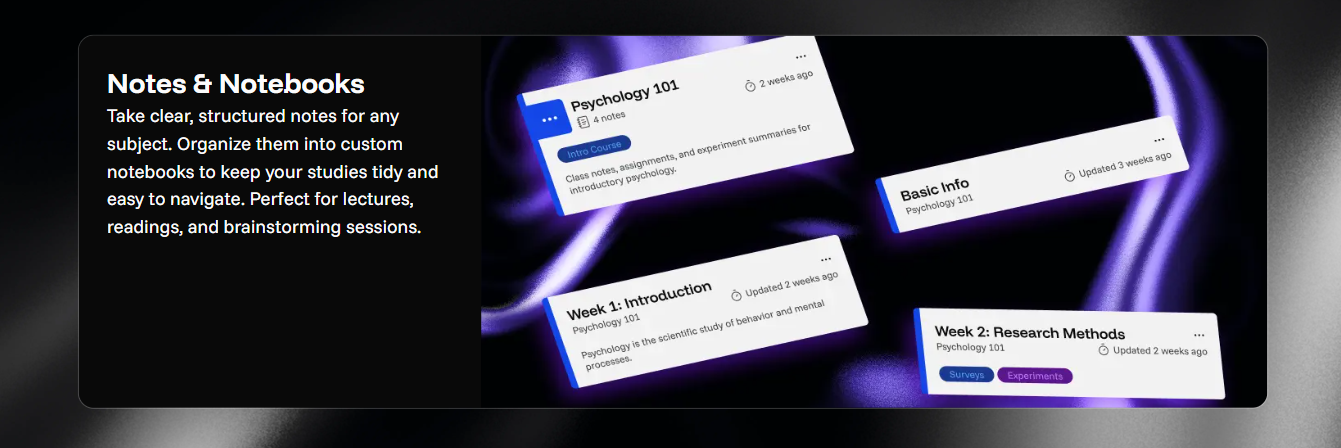 Notes & Notebooks
Take clear, structured notes for any
subject. Organize them into custom
notebooks to keep your studies tidy and
easy to navigate. Perfect for lectures,
readings, and brainstorming sessions.
Psychology 101
2 weeks ago
4 notes
Intro Course
Class notes, assignments, and experiment summaries for
introductory psychology.
Basic Info
Updated 3 weeks ago
Psychology 101
Week 1: Introduction
Updated 2 weeks ago
Psychology 101
Psychology is the scientific study of behavior and mental
processes.
Week 2: Research Methods
Psychology 101
Updated 2 weeks ago
Surveys
Experiments